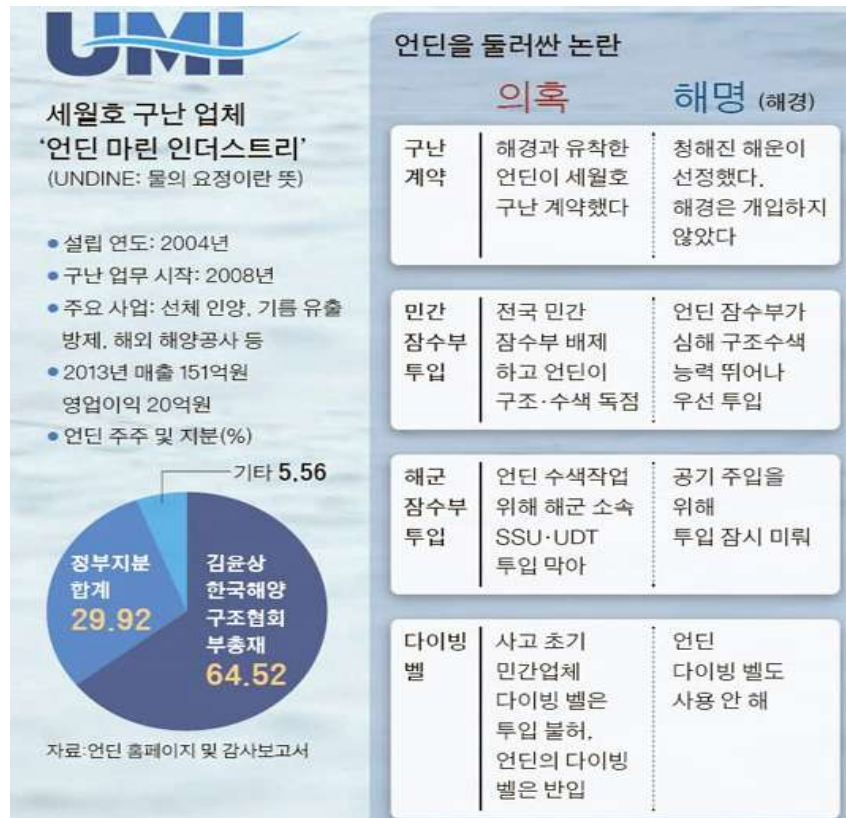 UMI
세월호 구난 업체
‘언딘 마린 인더스트리’
(UNDINE: 물의 요정이란 뜻)
● 설립 연도: 2004년
● 구난 업무 시작: 2008년
● 주요 사업: 선체 인양, 기름 유출
방제, 해외 해양공사 등
● 2013년 매출 151억원
영업이익 20억원
● 언딘 주주 및 지분(%)
기타 5.56
정부지분
합계
29.92
김윤상
한국해양
구조협회
부총재
64.52
자료:언딘 홈페이지 및 감사보고서
언딘을 둘러싼 논란
의혹
해명 (해경)
구난
계약
해경과 유착한
언딘이 세월호
구난 계약했다
청해진 해운이
선정했다.
해경은 개입하지
않았다
민간
잠수부
투입
전국 민간
잠수부 배제
하고 언딘이
구조·수색 독점
언딘 잠수부가
심해 구조수색
능력 뛰어나
우선 투입
해군
잠수부
투입
언딘 수색작업
위해 해군 소속
SSU·UDT
투입 막아
공기 주입을
위해
투입 잠시 미뤄
다이빙
벨
사고 초기
민간업체
다이빙 벨은
투입 불허,
언딘의 다이빙
벨은 반입
언딘
다이빙 벨도
사용 안 해